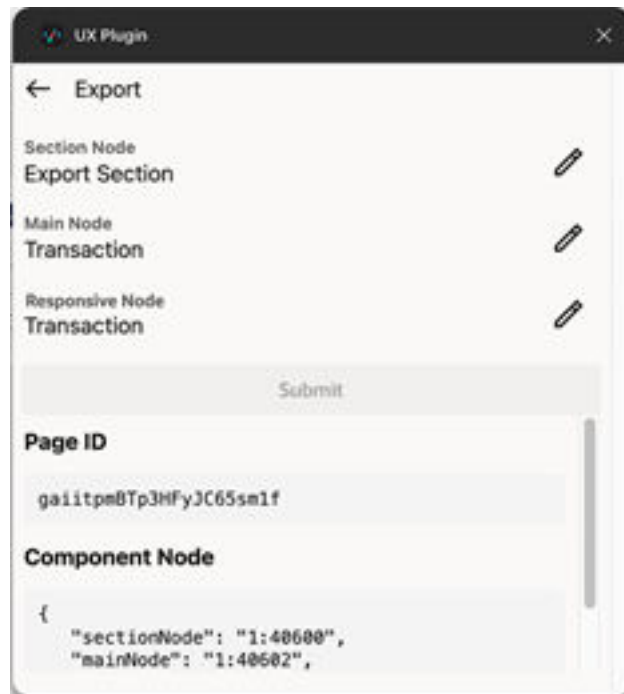 UX Plugin
Export
Section Node
Export Section
Main Node
Transaction
Responsive Node
Transaction
Submit
Page ID
gaiitpmBTp3HFyJC65sm1f
Component Node
{
"sectionNode": "1:40600",
"mainNode": "1:40602",